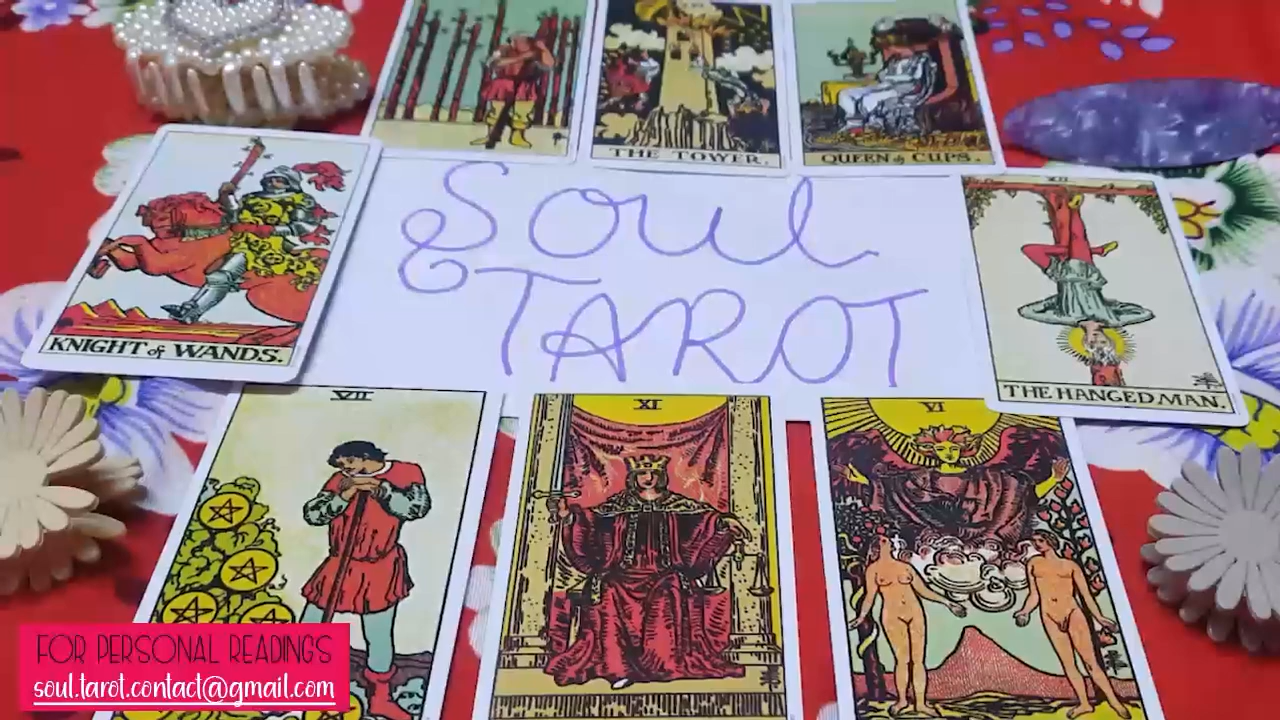 THE TOWER.
QUEEN of CUPS.
Soul
TAROT
KNIGHT of WANDS.
XII
THE HANGED MAN.
VII
XI
VI
FOR PERSONAL READINGS
soul.tarot.contact@gmail.com